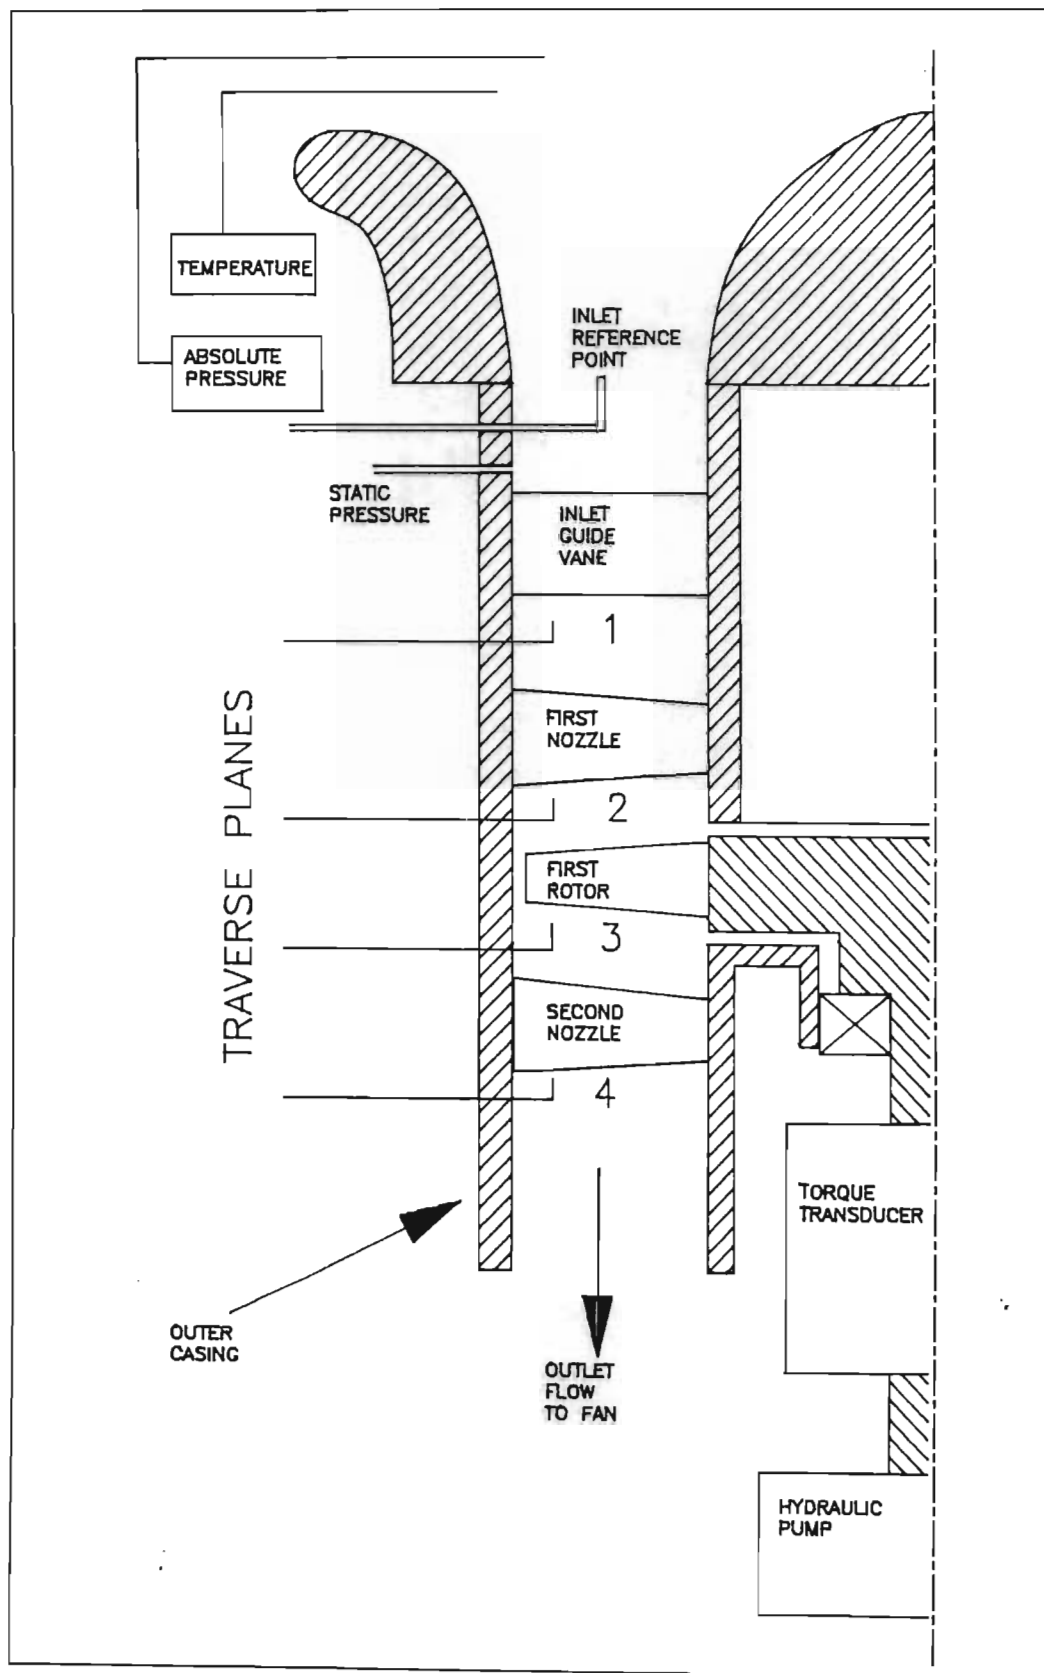 TEMPERATURE
ABSOLUTE
PRESSURE
INLET
REFERENCE
POINT
STATIC
PRESSURE
INLET
GUIDE
VANE
1
FIRST
NOZZLE
2
FIRST
ROTOR
3
SECOND
NOZZLE
4
TRAVERSE PLANES
TORQUE
TRANSDUCER
OUTER
CASING
OUTLET
FLOW
TO FAN
HYDRAULIC
PUMP